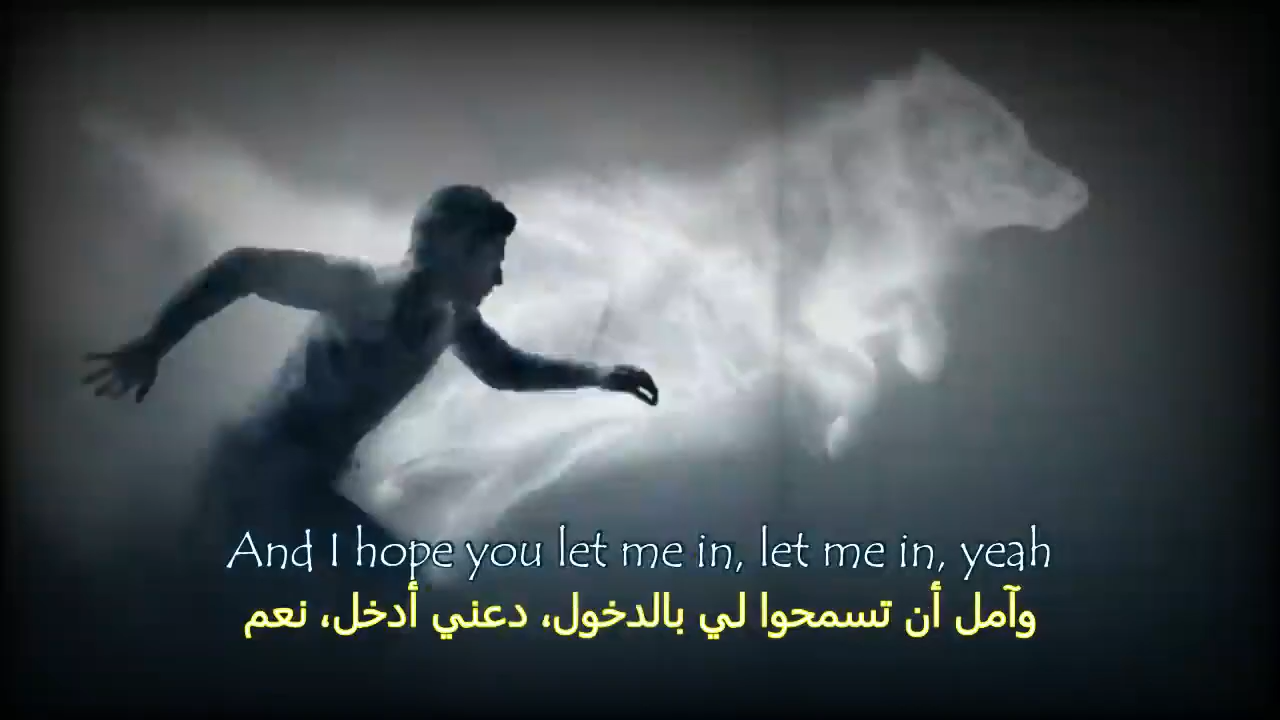 And I hope you let me in, let me in, yeah
وآمل أن تسمحوا لي بالدخول، دعني أدخل، نعم